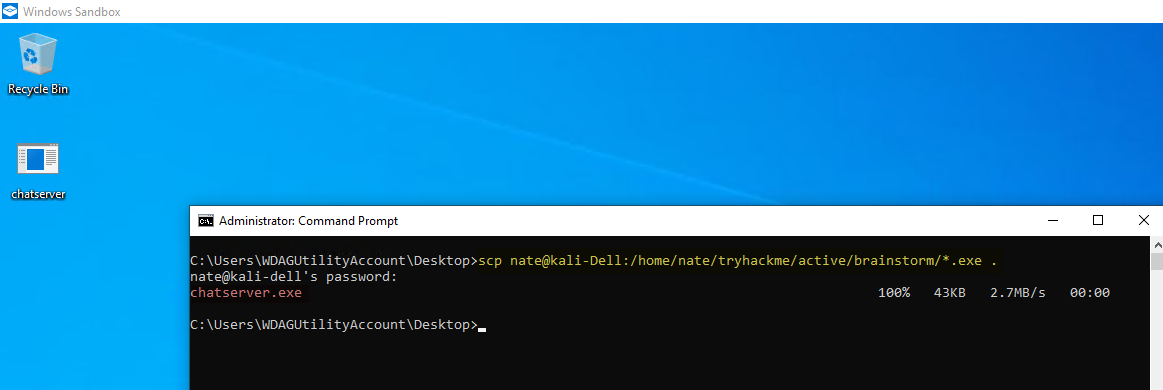 Windows Sandbox
Recycle Bin
chatserver
Administrator: Command Prompt
C:\Users\WDAGUtilityAccount\Desktop>scp nate@kali-Dell:/home/nate/tryhackme/active/brainstorm/*.exe .
nate@kali-dell's password:
chatserver.exe 100% 43KB 2.7MB/s 00:00
C:\Users\WDAGUtilityAccount\Desktop>